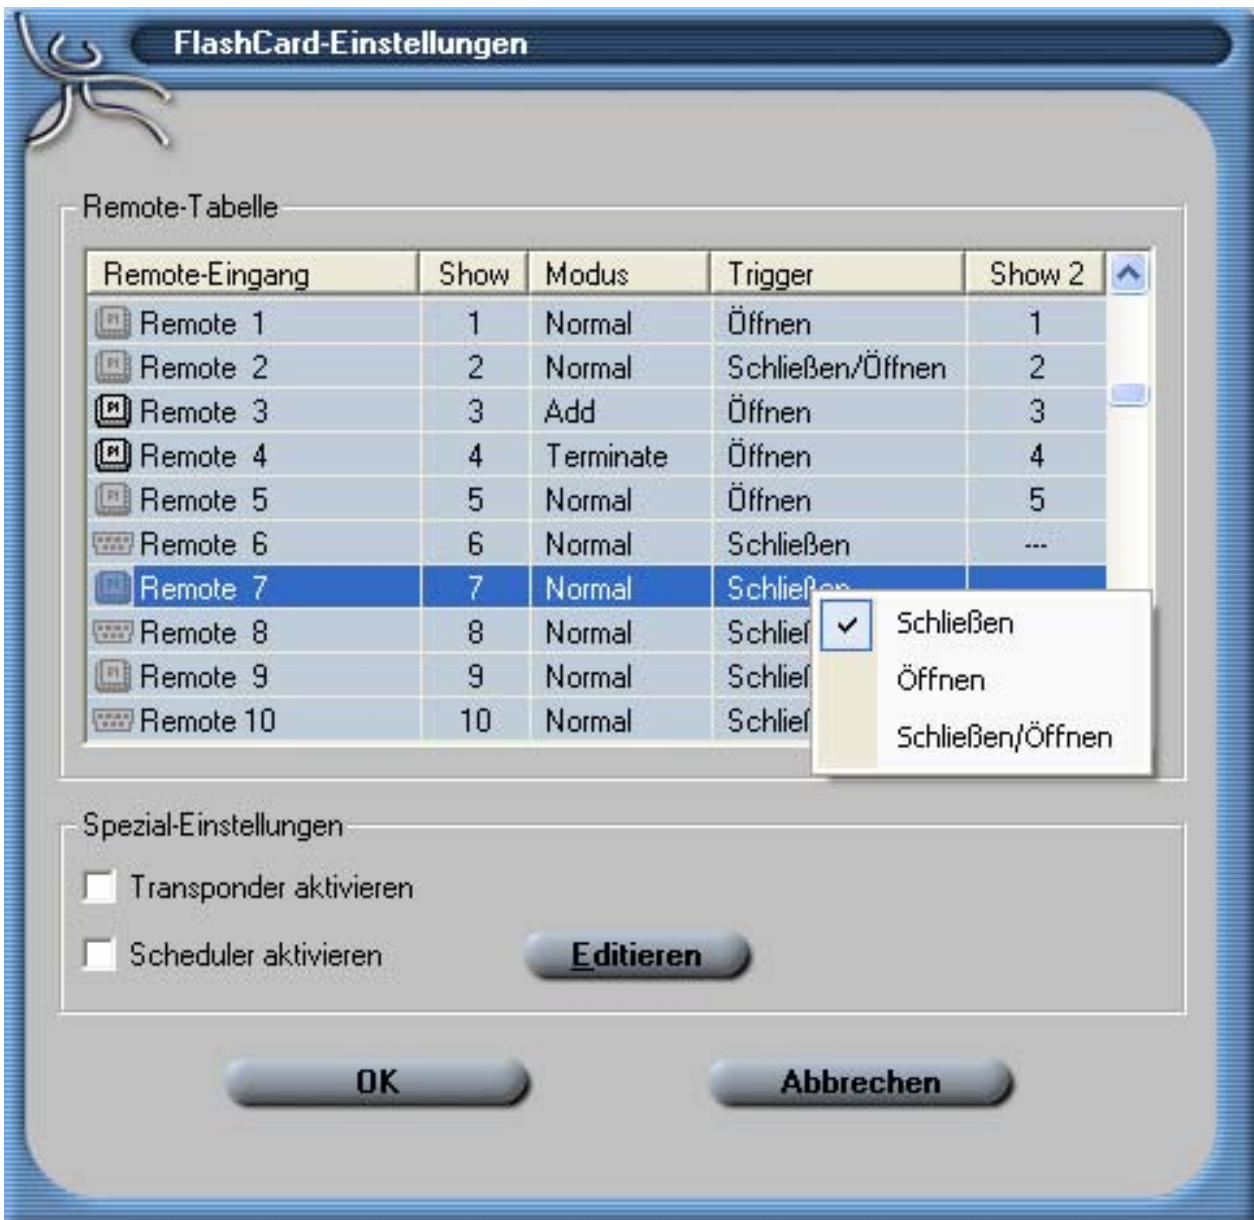 FlashCard-Einstellungen
Remote-Tabelle
Remote-Eingang Show Modus Trigger Show 2
Remote 1 1 Normal Öffnen 1
Remote 2 2 Normal Schließen/Öffnen 2
Remote 3 3 Add Öffnen 3
Remote 4 4 Terminate Öffnen 4
Remote 5 5 Normal Öffnen 5
Remote 6 6 Normal Schließen ---
Remote 7 7 Normal Schließen
Remote 8 8 Normal Schließ
Remote 9 9 Normal Schließ
Remote 10 10 Normal Schließ
Schließen
Öffnen
Schließen/Öffnen
Spezial-Einstellungen
Transponder aktivieren
Scheduler aktivieren Editieren
OK Abbrechen